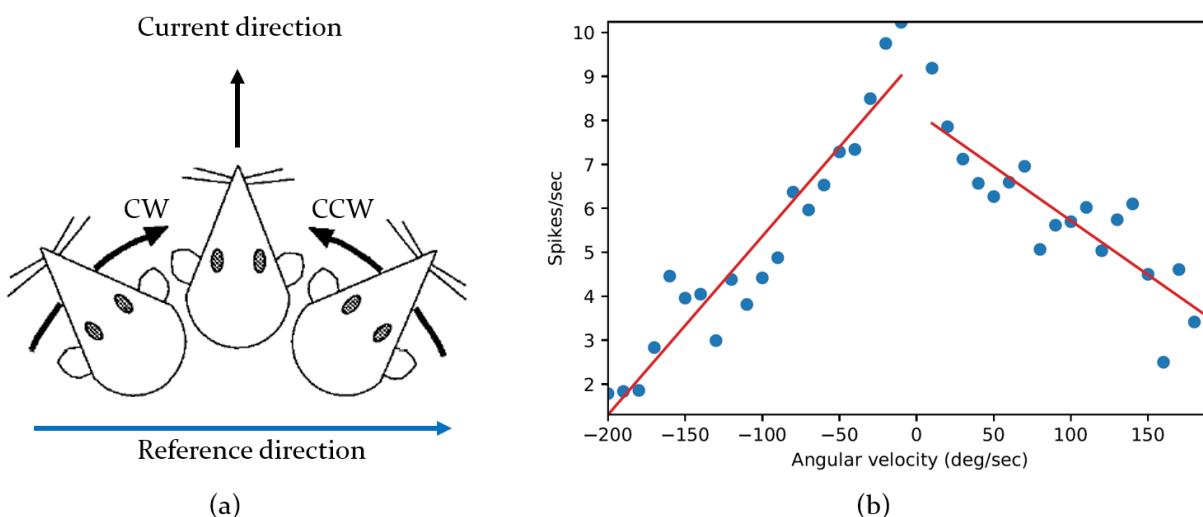 Current direction
CW
CCW
Reference direction
(a)
10
9
8
7
6
5
4
3
2
Spikes/sec
−200
−150
−100
−50
0
50
100
150
Angular velocity (deg/sec)
(b)